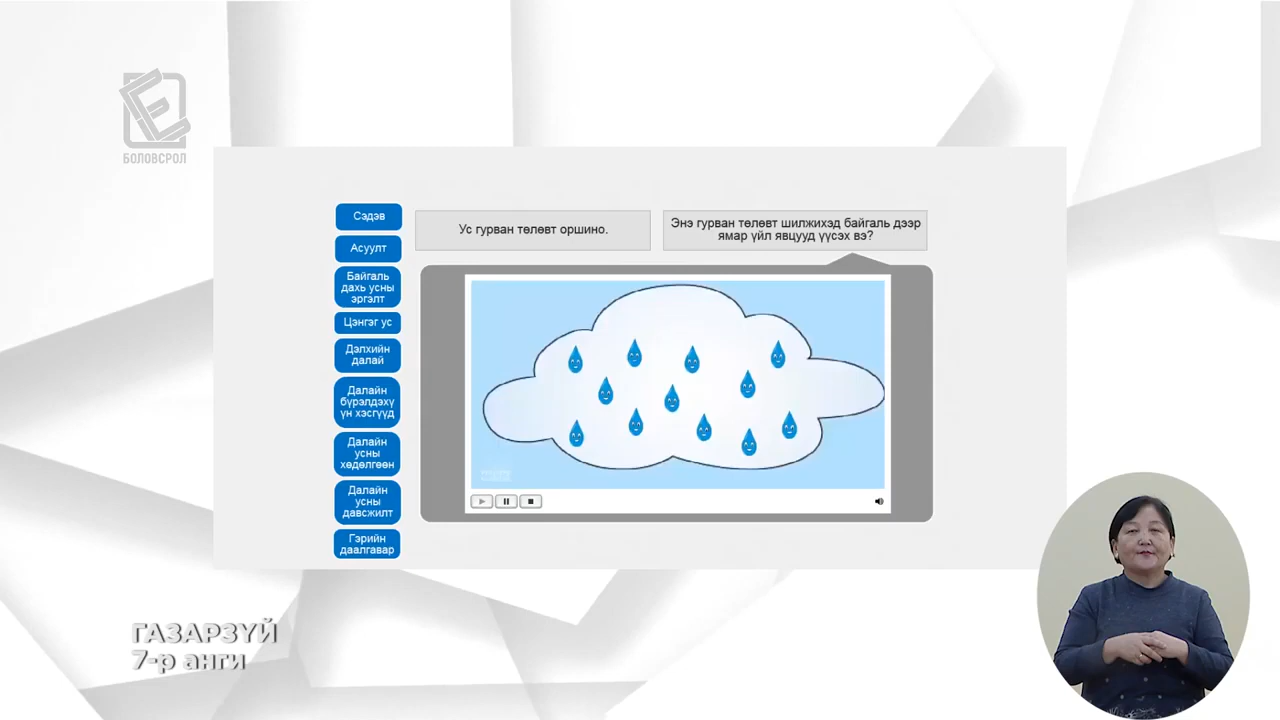 БОЛОВСРОЛ
Сэдэв
Асуулт
Байгаль
дахь усны
эргэлт
Цэнгэг ус
Дэлхийн
далай
Далайн
бүрэлдэхү
үн хэсгүүд
Далайн
усны
хөдөлгөөн
Далайн
усны
давсжилт
Гэрийн
даалгавар
Ус гурван төлөвт оршино.
Энэ гурван төлөвт шилжихэд байгаль дээр
ямар үйл явцууд үүсэх вэ?
ГАЗАРЗҮЙ
7-р анги